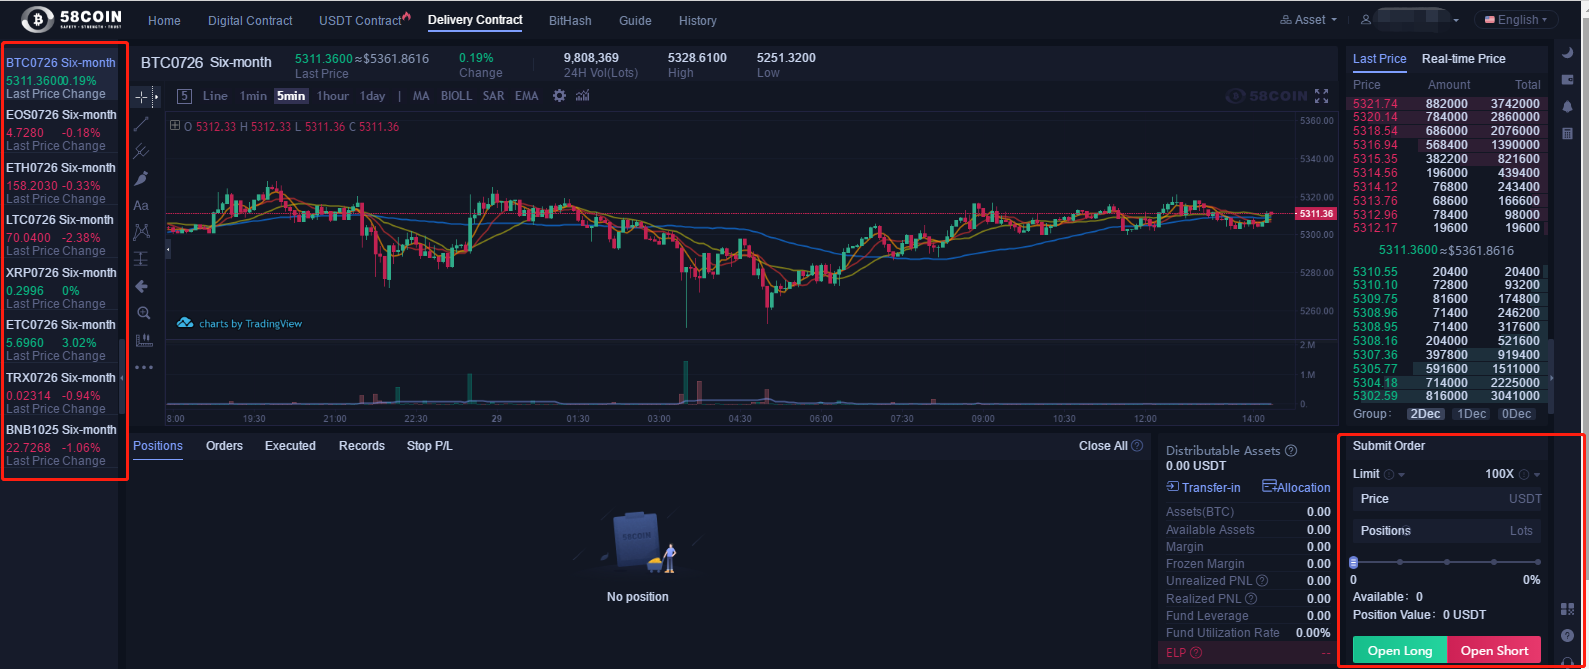 58COIN
SAFETY · STRENGTH · TRUST
Home
Digital Contract
USDT Contract
Delivery Contract
BitHash
Guide
History
Asset
English
BTC0726 Six-month
5311.36000.19%
Last Price Change
EOS0726 Six-month
4.7280 -0.18%
Last Price Change
ETH0726 Six-month
158.2030 -0.33%
Last Price Change
LTC0726 Six-month
70.0400 -2.38%
Last Price Change
XRP0726 Six-month
0.2996 0%
Last Price Change
ETC0726 Six-month
5.6960 3.02%
Last Price Change
TRX0726 Six-month
0.02314 -0.94%
Last Price Change
BNB1025 Six-month
22.7268 -1.06%
Last Price Change
BTC0726 Six-month
5311.3600≈$5361.8616
Last Price
0.19%
Change
9,808,369
24H Vol(Lots)
5328.6100
High
5251.3200
Low
5 Line 1min 5min 1hour 1day | MA BIOLL SAR EMA
58COIN
O 5312.33 H 5312.33 L 5311.36 C 5311.36
Aa
5360.00
5340.00
5320.00
5311.36
5300.00
5280.00
5260.00
charts by TradingView
2 M
1 M
0.
8:00 19:30 21:00 22:30 29 01:30 03:00 04:30 06:00 07:30 09:00 10:30 12:00 14:00
Last Price Real-time Price
Price Amount Total
5321.74 882000 3742000
5320.14 784000 2860000
5318.54 686000 2076000
5316.94 568400 1390000
5315.35 382200 821600
5314.56 196000 439400
5314.12 76800 243400
5313.76 68600 166600
5312.96 78400 98000
5312.17 19600 19600
5311.3600≈$5361.8616
5310.55 20400 20400
5310.10 72800 93200
5309.75 81600 174800
5308.96 71400 246200
5308.95 71400 317600
5308.16 204000 521600
5307.36 397800 919400
5305.77 591600 1511000
5304.18 714000 2225000
5302.59 816000 3041000
Group: 2Dec 1Dec 0Dec
Positions Orders Executed Records Stop P/L
Close All
58COIN
No position
Distributable Assets
0.00 USDT
Transfer-in Allocation
Assets(BTC) 0.00
Available Assets 0.00
Margin 0.00
Frozen Margin 0.00
Unrealized PNL 0.00
Realized PNL 0.00
Fund Leverage 0.00
Fund Utilization Rate 0.00%
ELP --
Submit Order
Limit 100X
Price USDT
Positions Lots
0 0%
Available: 0
Position Value: 0 USDT
Open Long Open Short